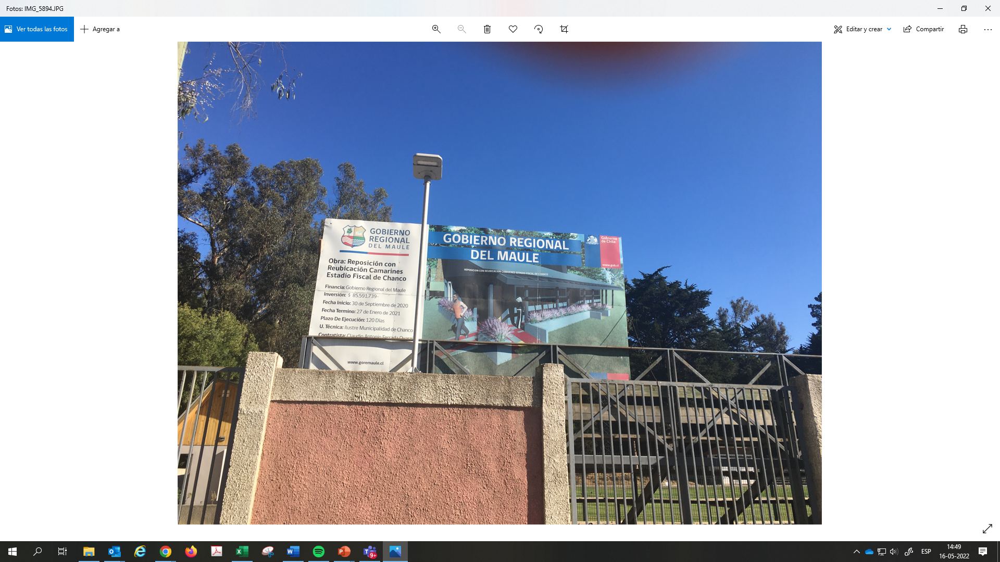 Fotos: IMG_5894.JPG
Ver todas las fotos
Agregar a
Editar y crear
Compartir
GOBIERNO
REGIONAL
DEL MAULE
Obra: Reposición con
Reubicación Camarines
Estadio Fiscal de Chanco
Financia: Gobierno Regional del Maule
Inversión: $ 85.591.739-
Fecha Inicio: 30 de Septiembre de 2020
Fecha Termino: 27 de Enero de 2021
Plazo De Ejecución: 120 Días
U. Técnica: Ilustre Municipalidad de Chanco
Contratista: Claudio Antonio Ferrada
www.goremaule.cl
GOBIERNO REGIONAL
DEL MAULE
REPOSICION CON REUBICACION CAMARINES ESTADIO FISCAL DE CHANCO
Gobierno
de Chile
www.gob.cl
9+
ESP
14:49
16-05-2022